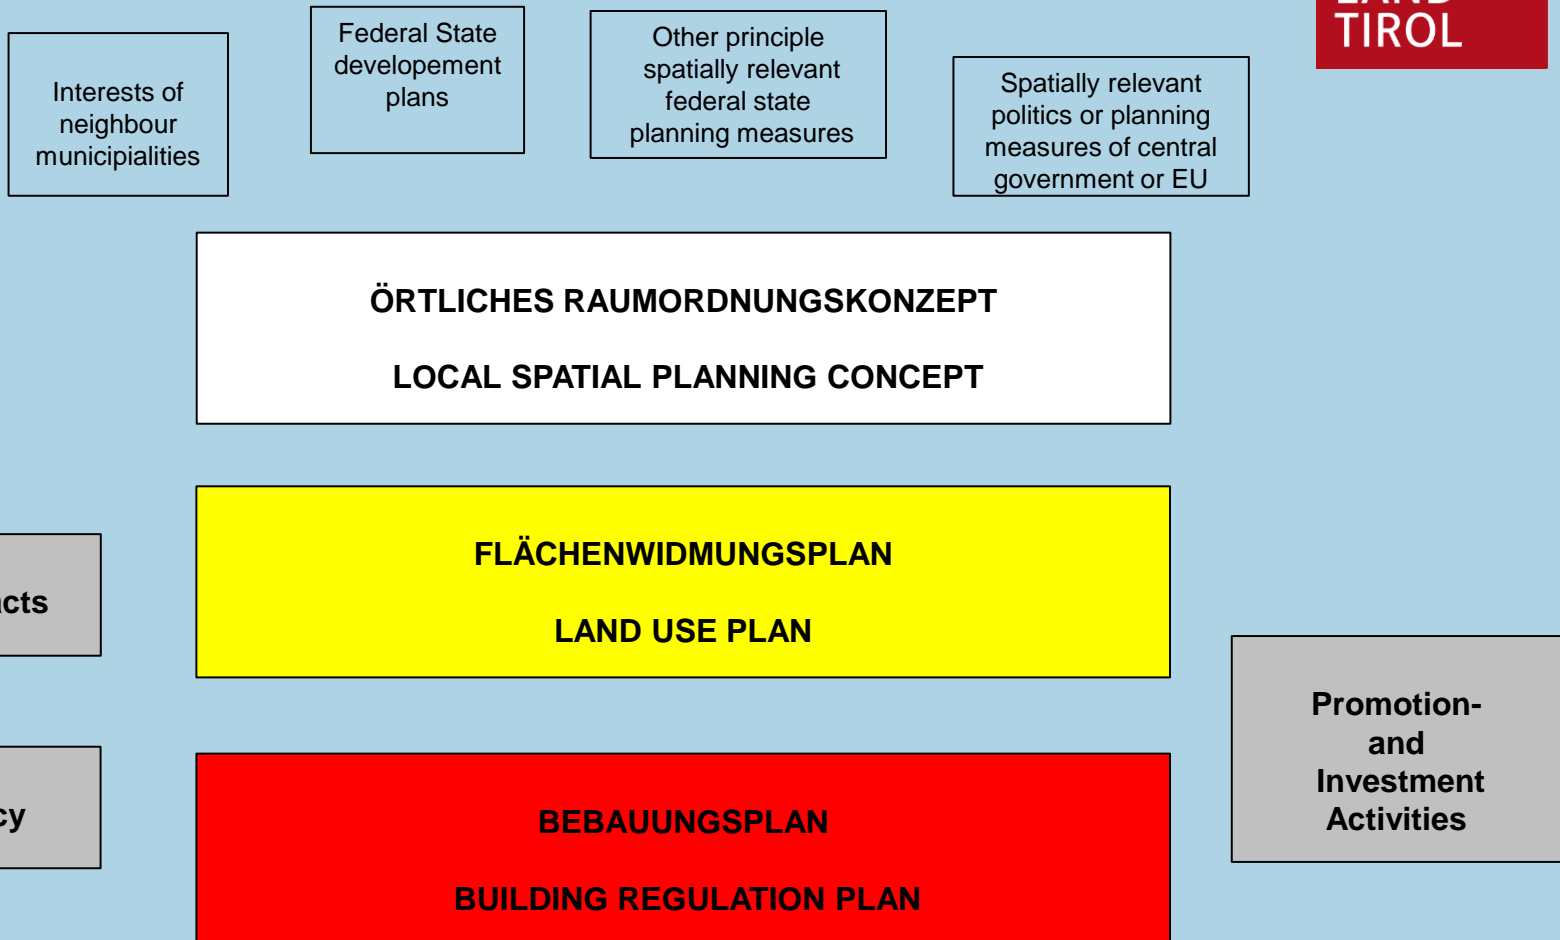 TIROL
Interests of
neighbour
municipialities
Federal State
developement
plans
Other principle
spatially relevant
federal state
planning measures
Spatially relevant
politics or planning
measures of central
government or EU
ÖRTLICHES RAUMORDNUNGSKONZEPT
LOCAL SPATIAL PLANNING CONCEPT
FLÄCHENWIDMUNGSPLAN
LAND USE PLAN
BEBAUUNGSPLAN
BUILDING REGULATION PLAN
Promotion-
and
Investment
Activities